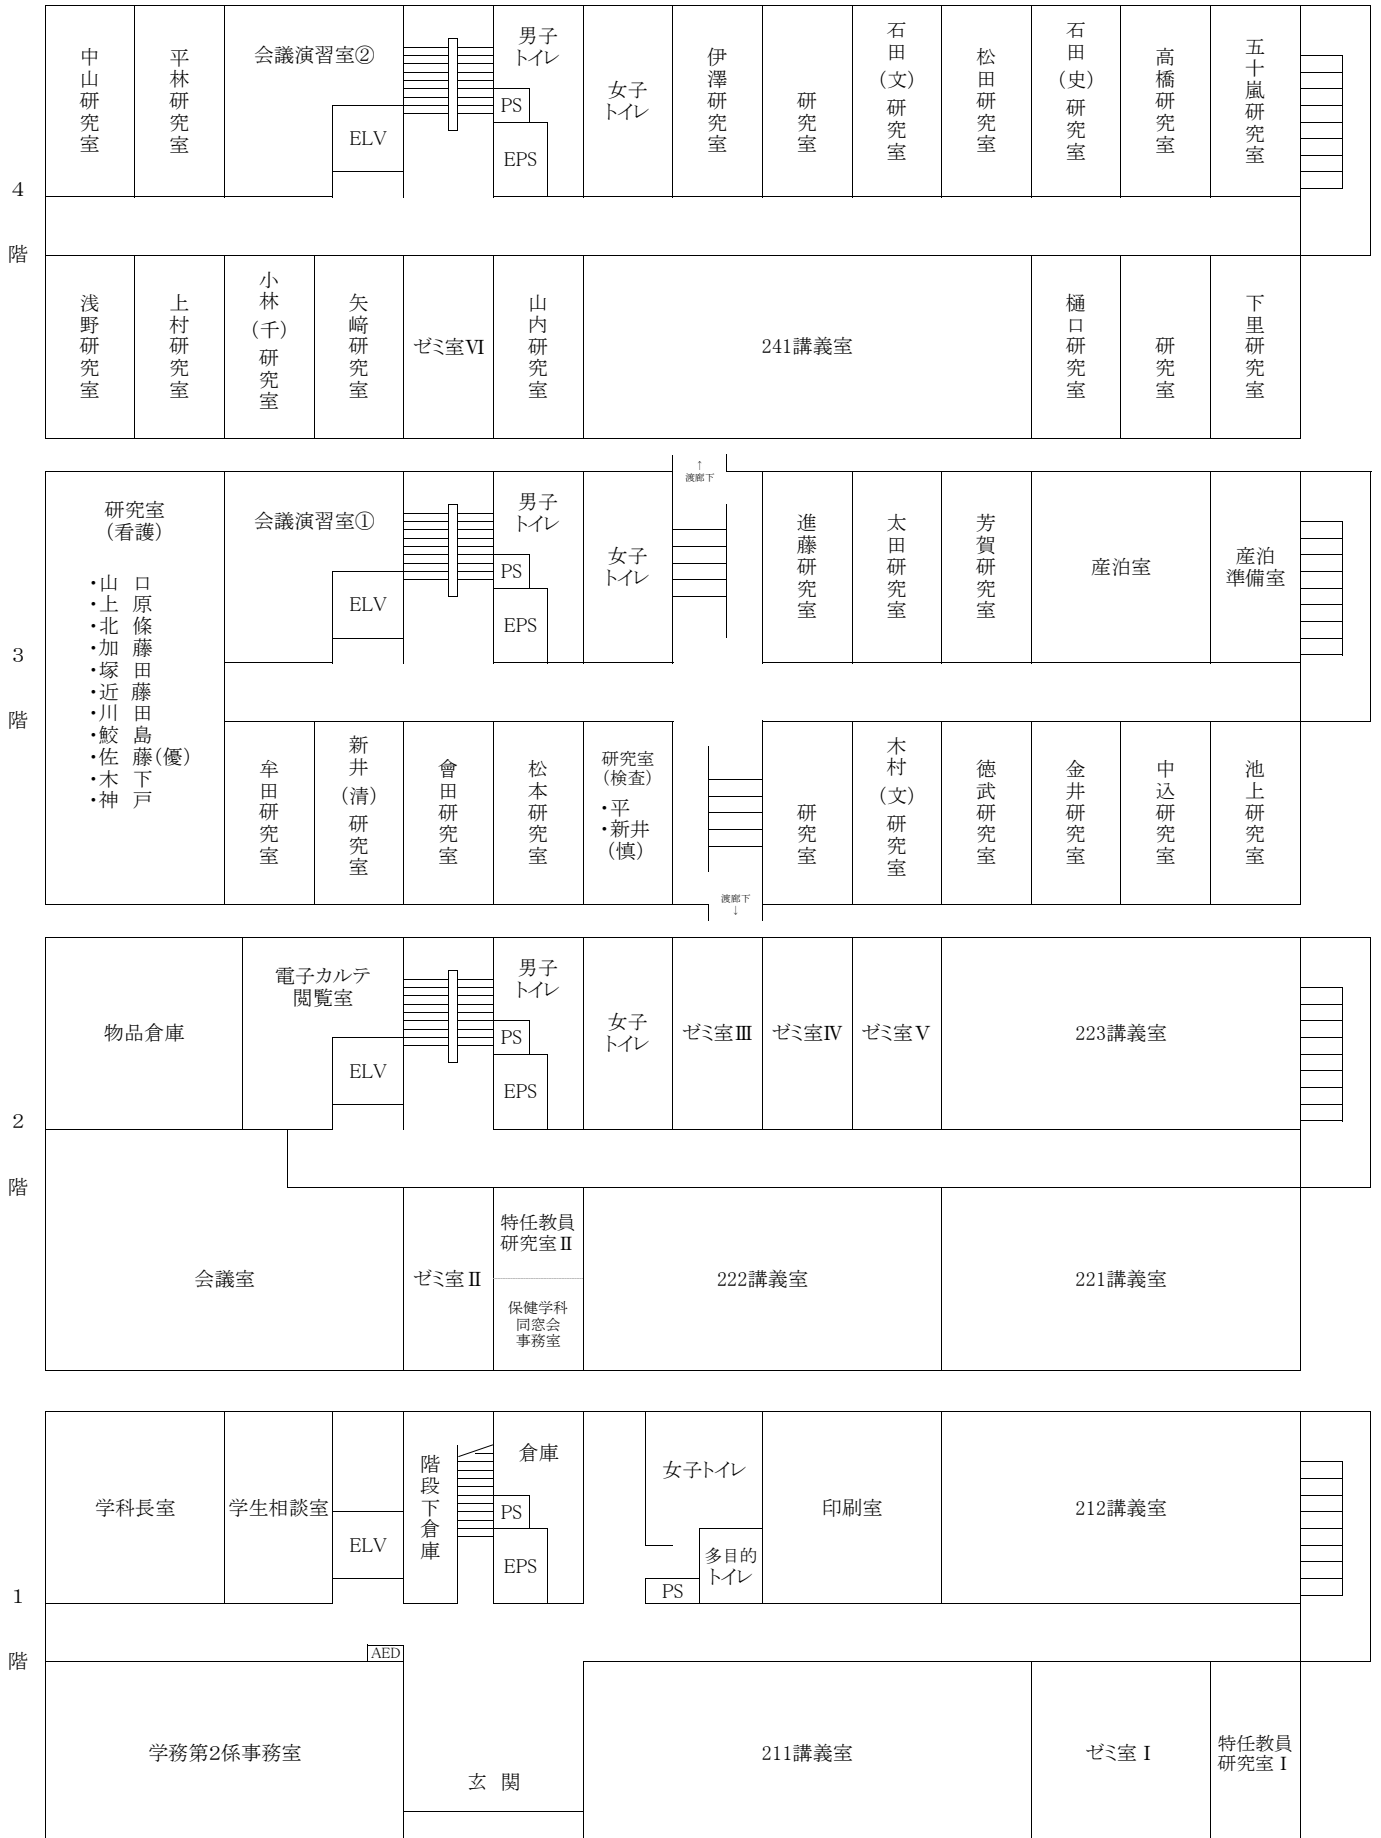 4
階
中山研究室
平林研究室
会議演習室②
ELV
男子
トイレ
PS
EPS
女子
トイレ
伊澤研究室
研究室
石田(文)研究室
松田研究室
石田(史)研究室
高橋研究室
五十嵐研究室
浅野研究室
上村研究室
小林(千)研究室
矢﨑研究室
ゼミ室Ⅵ
山内研究室
241講義室
樋口研究室
研究室
下里研究室
3
階
研究室
(看護)
・山 口
・上 原
・北 條
・加 藤
・塚 田
・近 藤
・川 田
・鮫 島
・佐 藤(優)
・木 下
・神 戸
会議演習室①
ELV
男子
トイレ
PS
EPS
女子
トイレ
↑
渡廊下
進藤研究室
太田研究室
芳賀研究室
産泊室
産泊
準備室
牟田研究室
新井(清)研究室
會田研究室
松本研究室
研究室
(検査)
・平
・新井
(慎)
渡廊下
↓
研究室
木村(文)研究室
徳武研究室
金井研究室
中込研究室
池上研究室
2
階
物品倉庫
電子カルテ
閲覧室
ELV
男子
トイレ
PS
EPS
女子
トイレ
ゼミ室Ⅲ
ゼミ室Ⅳ
ゼミ室Ⅴ
223講義室
会議室
ゼミ室Ⅱ
特任教員
研究室Ⅱ
保健学科
同窓会
事務室
222講義室
221講義室
1
階
学科長室
学生相談室
ELV
階段下倉庫
倉庫
PS
EPS
女子トイレ
多目的
トイレ
PS
印刷室
212講義室
AED
学務第2係事務室
玄 関
211講義室
ゼミ室Ⅰ
特任教員
研究室Ⅰ